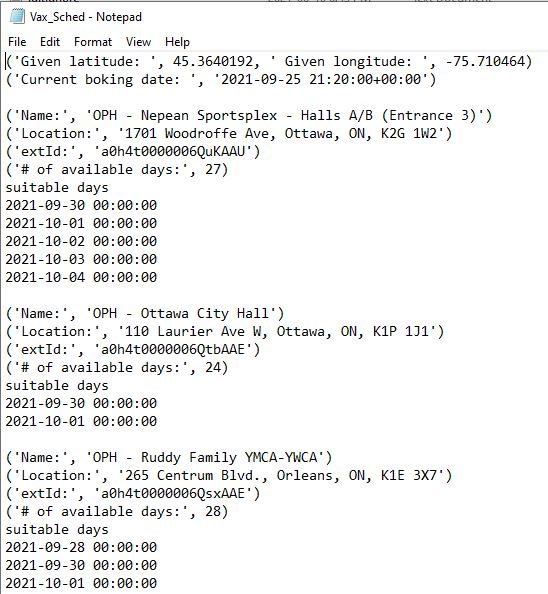 Vax_Sched - Notepad
File Edit Format View Help
('Given latitude: ', 45.3640192, ' Given longitude: ', -75.710464)
('Current boking date: ', '2021-09-25 21:20:00+00:00')
('Name:', 'OPH - Nepean Sportsplex - Halls A/B (Entrance 3)')
('Location:', '1701 Woodroffe Ave, Ottawa, ON, K2G 1W2')
('extId:', 'a0h4t0000006QuKAAU')
('# of available days:', 27)
suitable days
2021-09-30 00:00:00
2021-10-01 00:00:00
2021-10-02 00:00:00
2021-10-03 00:00:00
2021-10-04 00:00:00
('Name:', 'OPH - Ottawa City Hall')
('Location:', '110 Laurier Ave W, Ottawa, ON, K1P 1J1')
('extId:', 'a0h4t0000006QtbAAE')
('# of available days:', 24)
suitable days
2021-09-30 00:00:00
2021-10-01 00:00:00
('Name:', 'OPH - Ruddy Family YMCA-YWCA')
('Location:', '265 Centrum Blvd., Orleans, ON, K1E 3X7')
('extId:', 'a0h4t0000006QsxAAE')
('# of available days:', 28)
suitable days
2021-09-28 00:00:00
2021-09-30 00:00:00
2021-10-01 00:00:00